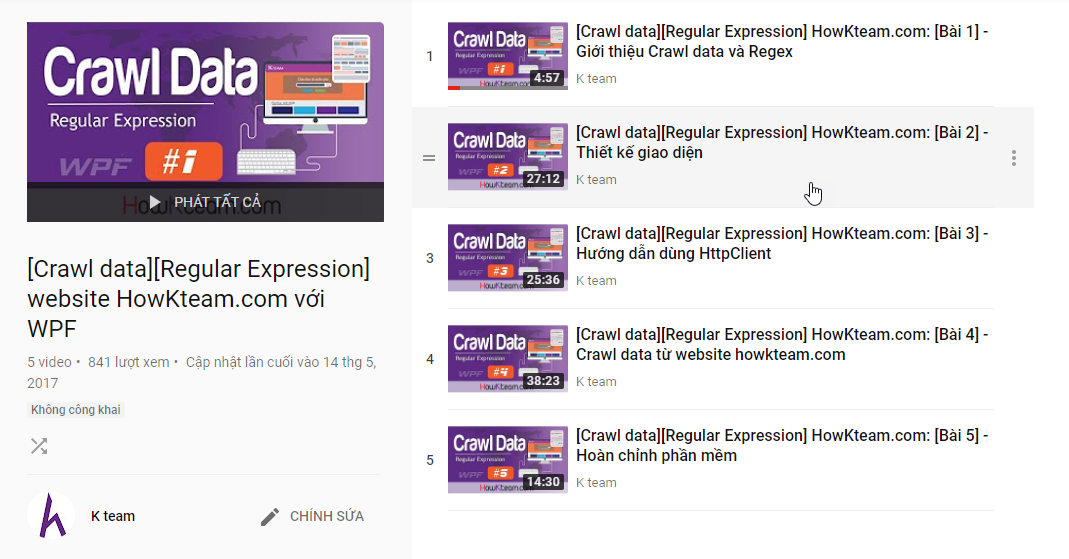 Crawl Data
Regular Expression
WPF #1
PHÁT TẤT CẢ
HowKteam.com
[Crawl data][Regular Expression]
website HowKteam.com với
WPF
5 video • 841 lượt xem • Cập nhật lần cuối vào 14 thg 5,
2017
Không công khai
K team
CHỈNH SỬA
1
Crawl Data
Regular Expression
WPF #1
4:57
[Crawl data][Regular Expression] HowKteam.com: [Bài 1] -
Giới thiệu Crawl data và Regex
K team
Crawl Data
Regular Expression
WPF #2
27:12
[Crawl data][Regular Expression] HowKteam.com: [Bài 2] -
Thiết kế giao diện
K team
3
Crawl Data
Regular Expression
WPF #3
25:36
[Crawl data][Regular Expression] HowKteam.com: [Bài 3] -
Hướng dẫn dùng HttpClient
K team
4
Crawl Data
Regular Expression
WPF #4
38:23
[Crawl data][Regular Expression] HowKteam.com: [Bài 4] -
Crawl data từ website howkteam.com
K team
5
Crawl Data
Regular Expression
WPF #5
14:30
[Crawl data][Regular Expression] HowKteam.com: [Bài 5] -
Hoàn chỉnh phần mềm
K team